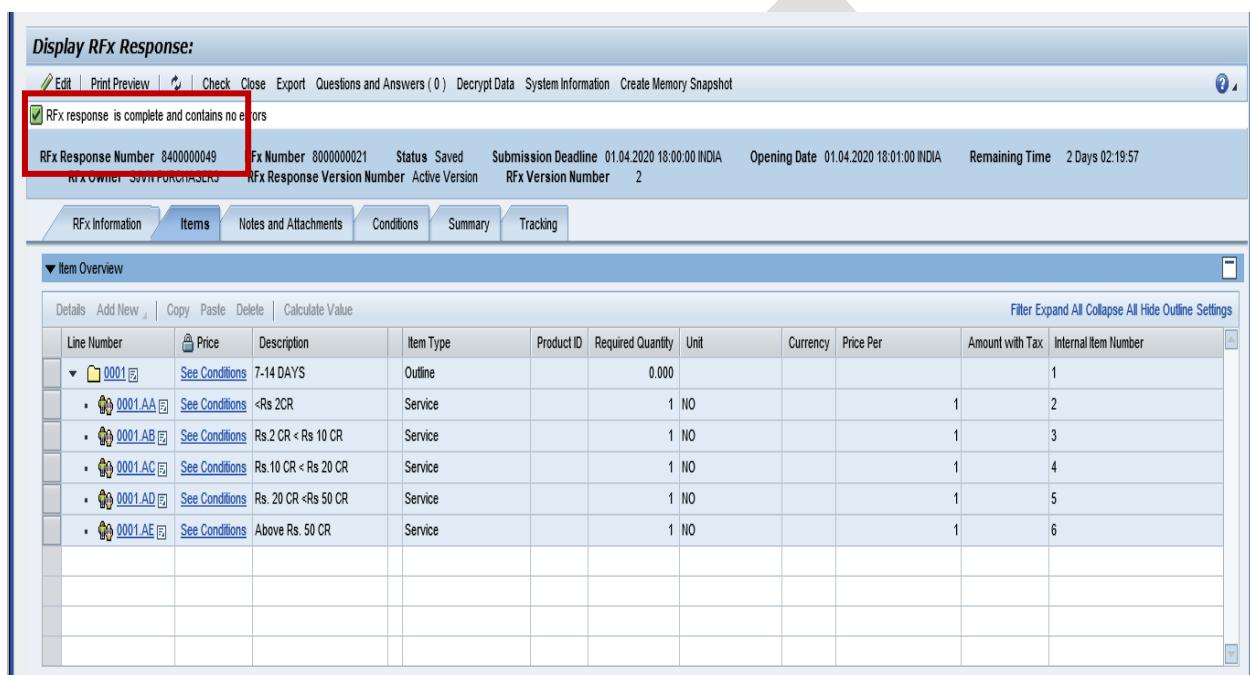 Display RFx Response:
Edit Print Preview Check Close Export Questions and Answers ( 0 ) Decrypt Data System Information Create Memory Snapshot
RFx response is complete and contains no errors
RFx Response Number 8400000049 RFx Number 8000000021 Status Saved Submission Deadline 01.04.2020 18:00:00 INDIA Opening Date 01.04.2020 18:01:00 INDIA Remaining Time 2 Days 02:19:57
RFx Owner SJVN PURCHASER3 RFx Response Version Number Active Version RFx Version Number 2
RFx Information Items Notes and Attachments Conditions Summary Tracking
Item Overview
Details Add New Copy Paste Delete Calculate Value Filter Expand All Collapse All Hide Outline Settings
Line Number Price Description Item Type Product ID Required Quantity Unit Currency Price Per Amount with Tax Internal Item Number
0001 See Conditions 7-14 DAYS Outline 0.000 1
0001.AA See Conditions <Rs 2CR Service 1 NO 1 2
0001.AB See Conditions Rs.2 CR < Rs 10 CR Service 1 NO 1 3
0001.AC See Conditions Rs.10 CR < Rs 20 CR Service 1 NO 1 4
0001.AD See Conditions Rs. 20 CR <Rs 50 CR Service 1 NO 1 5
0001.AE See Conditions Above Rs. 50 CR Service 1 NO 1 6